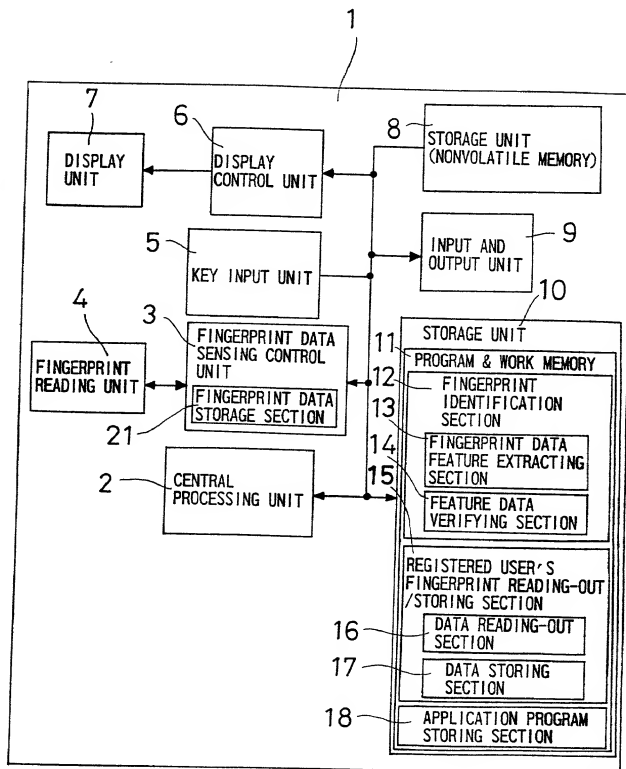 1
7
DISPLAY
UNIT
6
DISPLAY
CONTROL UNIT
8
STORAGE UNIT
(NONVOLATILE MEMORY)
5
KEY INPUT UNIT
9
INPUT AND
OUTPUT UNIT
4
FINGERPRINT
READING UNIT
3
FINGERPRINT DATA
SENSING CONTROL
UNIT
21
FINGERPRINT DATA
STORAGE SECTION
2
CENTRAL
PROCESSING UNIT
10
STORAGE UNIT
11
PROGRAM & WORK MEMORY
12
FINGERPRINT
IDENTIFICATION
SECTION
13
FINGERPRINT DATA
FEATURE EXTRACTING
SECTION
14
FEATURE DATA
VERIFYING SECTION
15
REGISTERED USER'S
FINGERPRINT READING-OUT
/STORING SECTION
16
DATA READING-OUT
SECTION
17
DATA STORING
SECTION
18
APPLICATION PROGRAM
STORING SECTION